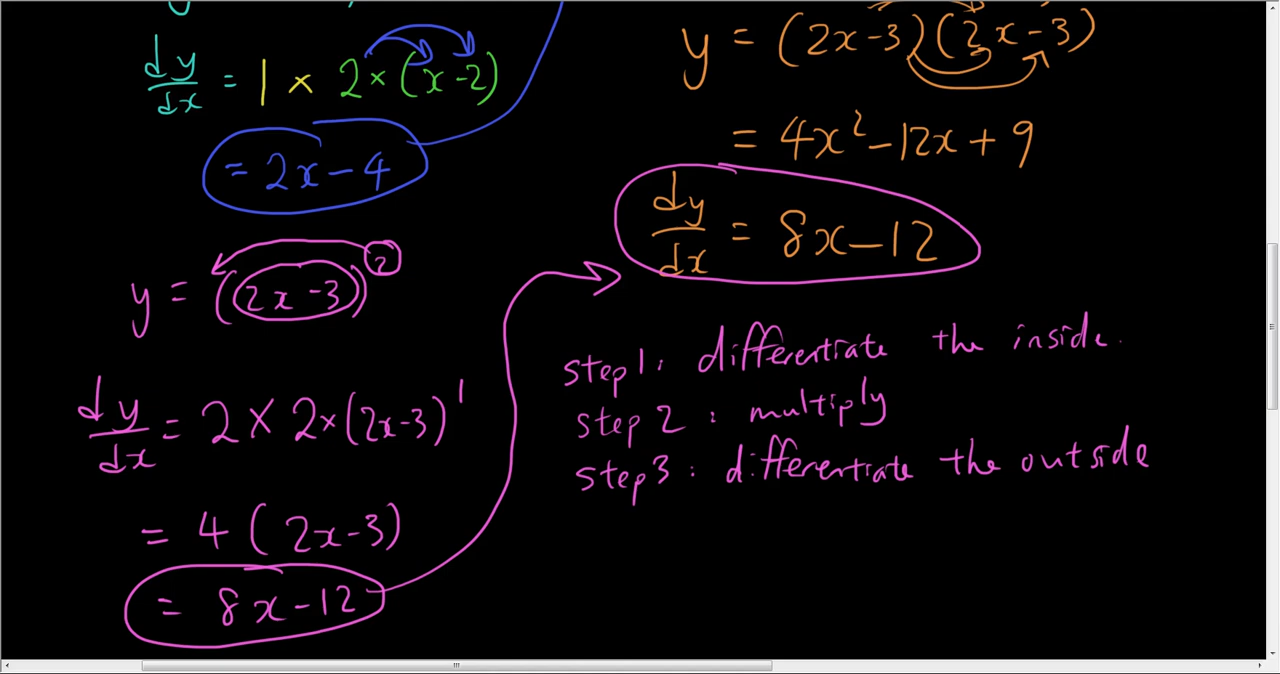 dy/dx = 1 × 2 × (x - 2)
= 2x - 4
y = (2x - 3)²
dy/dx = 2 × 2 × (2x - 3)¹
= 4 ( 2x - 3)
= 8x - 12
y = (2x - 3)(2x - 3)
= 4x² - 12x + 9
dy/dx = 8x - 12
step 1: differentiate the inside.
step 2 : multiply
step 3 : differentiate the outside